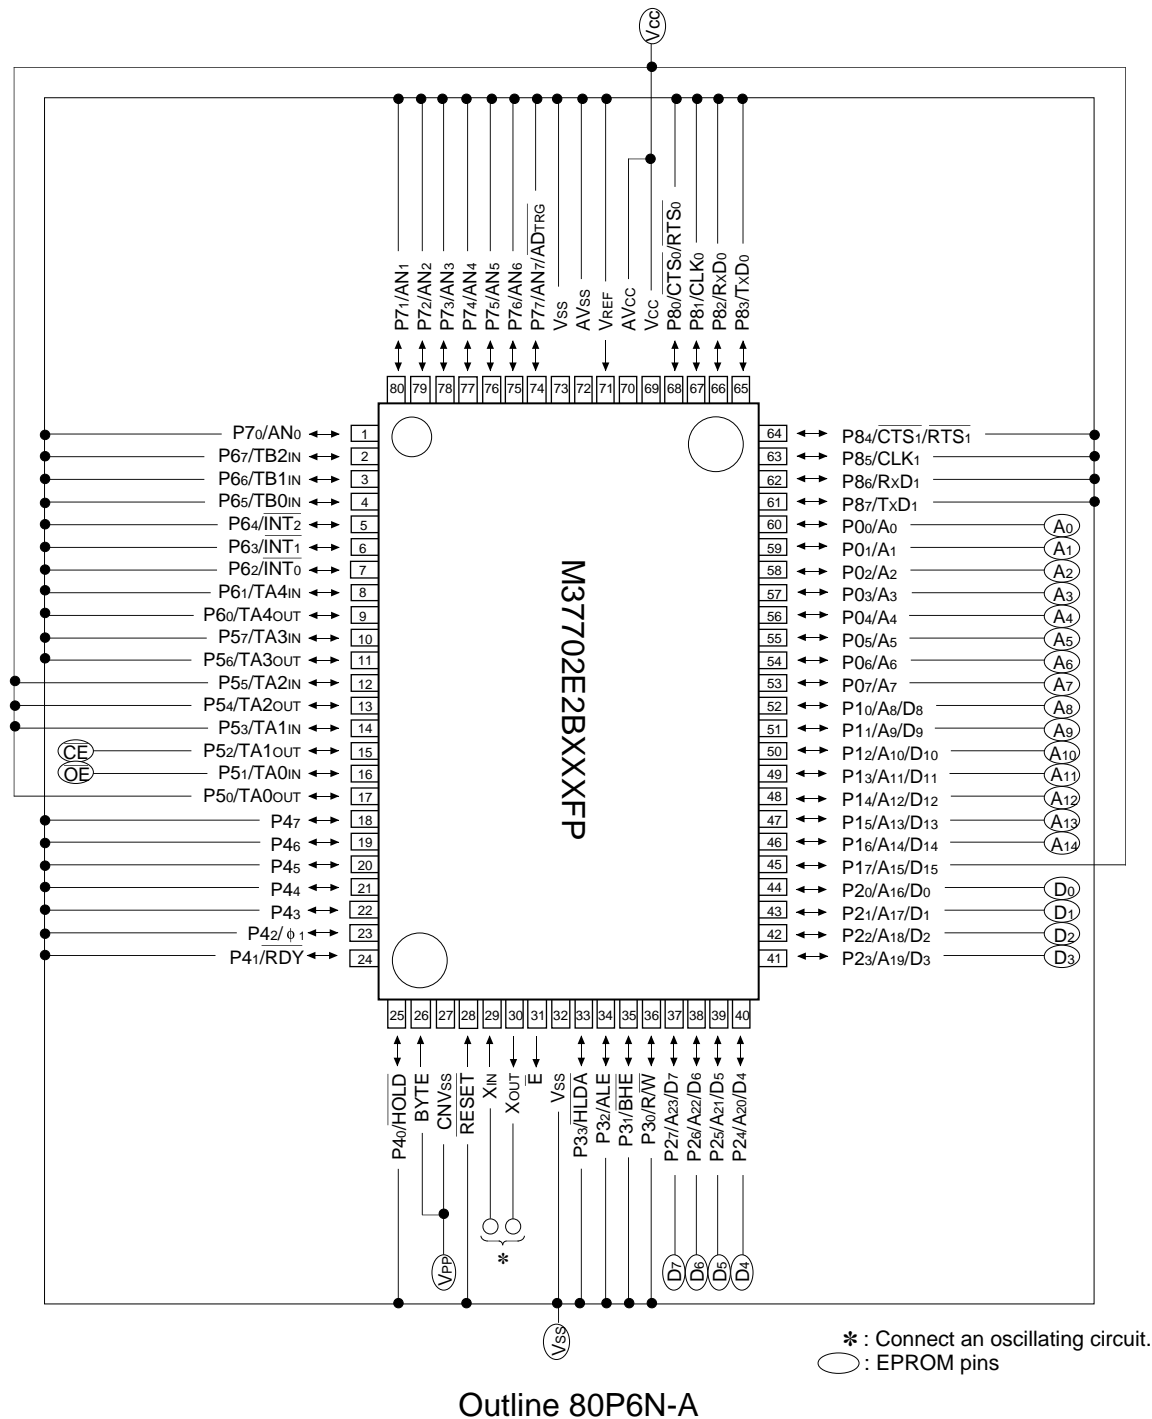 VCC
P71/AN1
P72/AN2
P73/AN3
P74/AN4
P75/AN5
P76/AN6
P77/AN7/ADTRG
VSS
AVSS
VREF
AVCC
VCC
P80/CTS0/RTS0
P81/CLK0
P82/RXD0
P83/TXD0
80 79 78 77 76 75 74 73 72 71 70 69 68 67 66 65
P70/AN0 1
P67/TB2IN 2
P66/TB1IN 3
P65/TB0IN 4
P64/INT2 5
P63/INT1 6
P62/INT0 7
P61/TA4IN 8
P60/TA4OUT 9
P57/TA3IN 10
P56/TA3OUT 11
P55/TA2IN 12
P54/TA2OUT 13
P53/TA1IN 14
CE P52/TA1OUT 15
OE P51/TA0IN 16
P50/TA0OUT 17
P47 18
P46 19
P45 20
P44 21
P43 22
P42/ϕ1 23
P41/RDY 24
M37702E2BXXXFP
64 P84/CTS1/RTS1
63 P85/CLK1
62 P86/RXD1
61 P87/TXD1
60 P00/A0 A0
59 P01/A1 A1
58 P02/A2 A2
57 P03/A3 A3
56 P04/A4 A4
55 P05/A5 A5
54 P06/A6 A6
53 P07/A7 A7
52 P10/A8/D8 A8
51 P11/A9/D9 A9
50 P12/A10/D10 A10
49 P13/A11/D11 A11
48 P14/A12/D12 A12
47 P15/A13/D13 A13
46 P16/A14/D14 A14
45 P17/A15/D15
44 P20/A16/D0 D0
43 P21/A17/D1 D1
42 P22/A18/D2 D2
41 P23/A19/D3 D3
25 26 27 28 29 30 31 32 33 34 35 36 37 38 39 40
P40/HOLD
BYTE
CNVSS
RESET
XIN
XOUT
E
VSS
P33/HLDA
P32/ALE
P31/BHE
P30/R/W
P27/A23/D7
P26/A22/D6
P25/A21/D5
P24/A20/D4
VPP
*
D7
D6
D5
D4
VSS
* : Connect an oscillating circuit.
: EPROM pins
Outline 80P6N-A